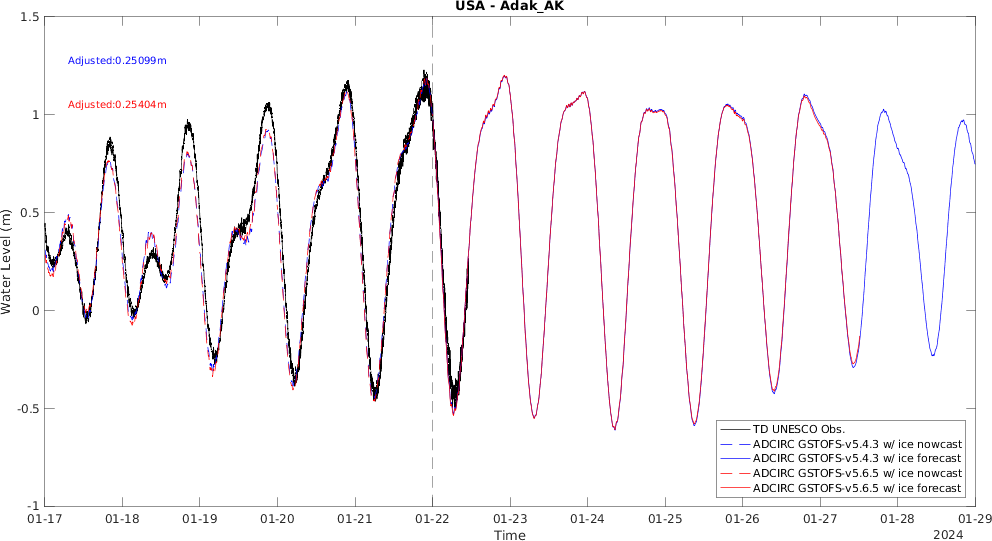 USA - Adak_AK
1.5
Adjusted:0.25099m
Adjusted:0.25404m
1
0.5
0
-0.5
-1
Water Level (m)
TD UNESCO Obs.
ADCIRC GSTOFS-v5.4.3 w/ ice nowcast
ADCIRC GSTOFS-v5.4.3 w/ ice forecast
ADCIRC GSTOFS-v5.6.5 w/ ice nowcast
ADCIRC GSTOFS-v5.6.5 w/ ice forecast
01-17 01-18 01-19 01-20 01-21 01-22 01-23 01-24 01-25 01-26 01-27 01-28 01-29
Time
2024